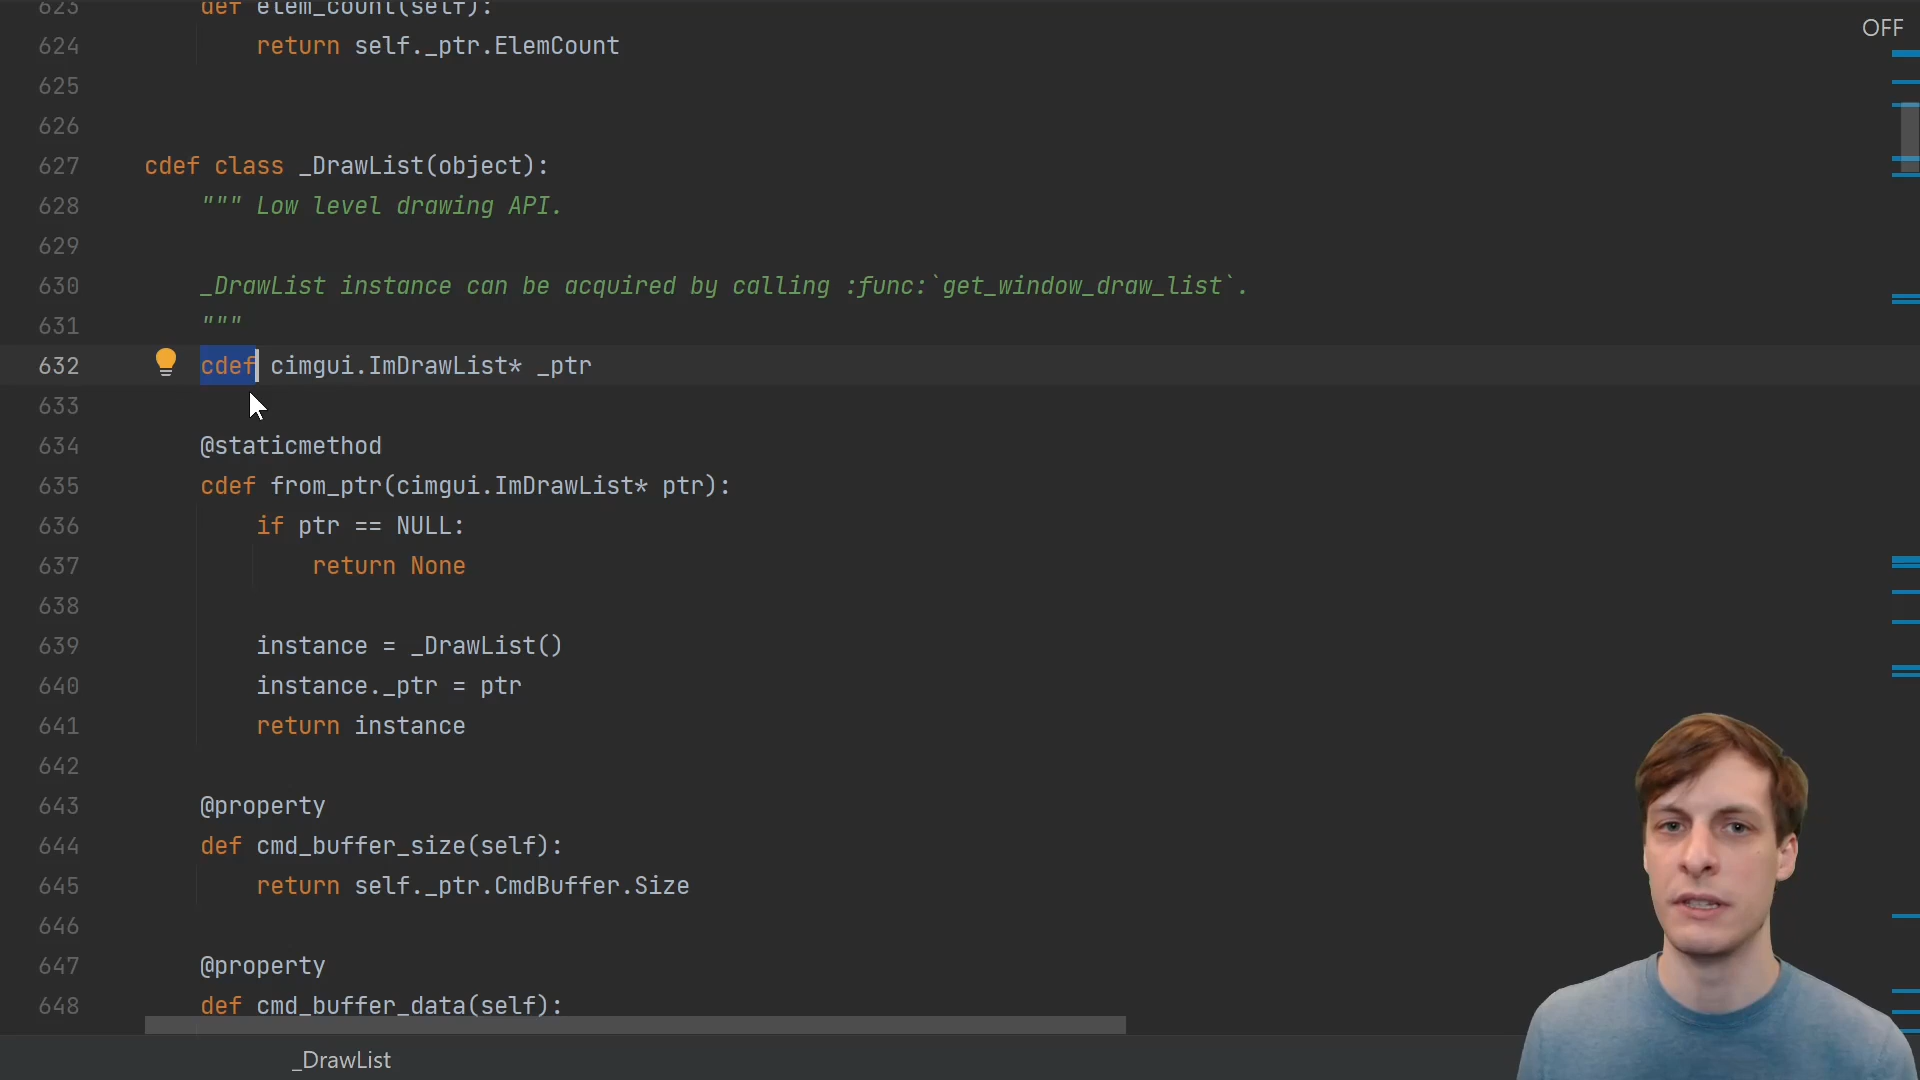 623 def elem_count(self):
OFF
624 return self._ptr.ElemCount
625
626
627 cdef class _DrawList(object):
628 """ Low level drawing API.
629
630 _DrawList instance can be acquired by calling :func:`get_window_draw_list`.
631 """
632 cdef cimgui.ImDrawList* _ptr
633
634 @staticmethod
635 cdef from_ptr(cimgui.ImDrawList* ptr):
636 if ptr == NULL:
637 return None
638
639 instance = _DrawList()
640 instance._ptr = ptr
641 return instance
642
643 @property
644 def cmd_buffer_size(self):
645 return self._ptr.CmdBuffer.Size
646
647 @property
648 def cmd_buffer_data(self):
_DrawList